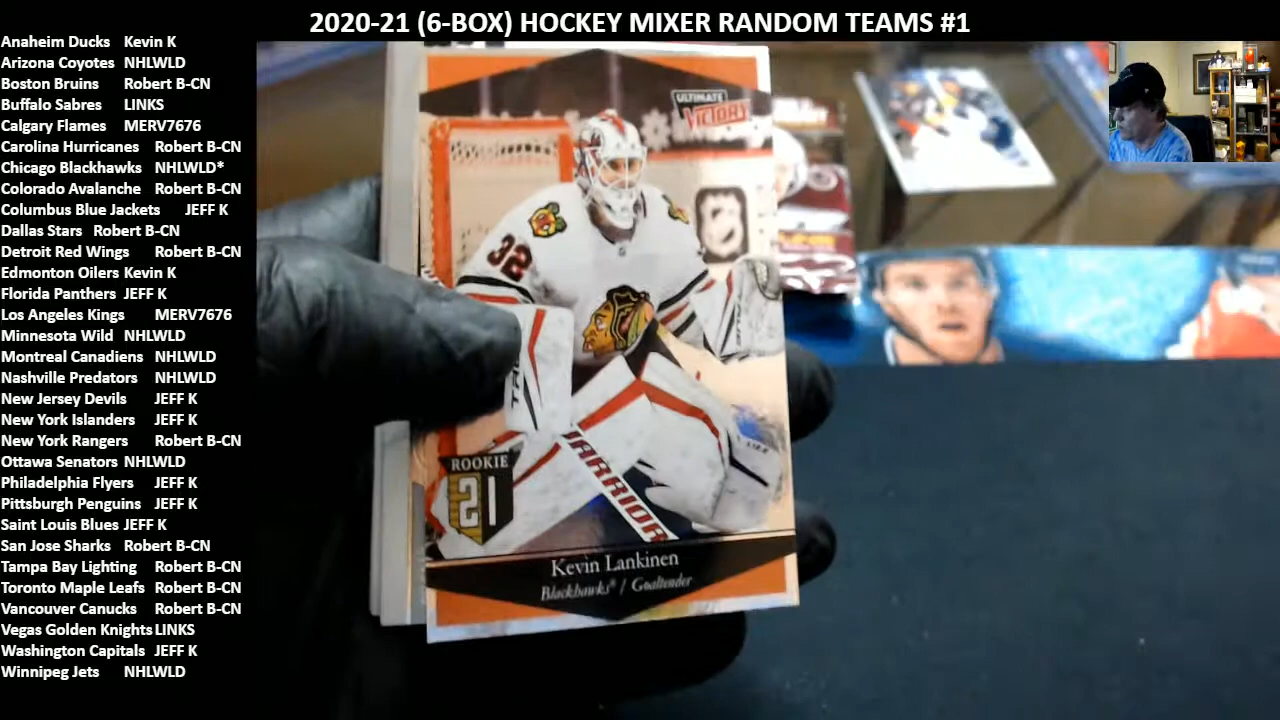 2020-21 (6-BOX) HOCKEY MIXER RANDOM TEAMS #1
Anaheim Ducks Kevin K
Arizona Coyotes NHLWLD
Boston Bruins Robert B-CN
Buffalo Sabres LINKS
Calgary Flames MERV7676
Carolina Hurricanes Robert B-CN
Chicago Blackhawks NHLWLD*
Colorado Avalanche Robert B-CN
Columbus Blue Jackets JEFF K
Dallas Stars Robert B-CN
Detroit Red Wings Robert B-CN
Edmonton Oilers Kevin K
Florida Panthers JEFF K
Los Angeles Kings MERV7676
Minnesota Wild NHLWLD
Montreal Canadiens NHLWLD
Nashville Predators NHLWLD
New Jersey Devils JEFF K
New York Islanders JEFF K
New York Rangers Robert B-CN
Ottawa Senators NHLWLD
Philadelphia Flyers JEFF K
Pittsburgh Penguins JEFF K
Saint Louis Blues JEFF K
San Jose Sharks Robert B-CN
Tampa Bay Lighting Robert B-CN
Toronto Maple Leafs Robert B-CN
Vancouver Canucks Robert B-CN
Vegas Golden Knights LINKS
Washington Capitals JEFF K
Winnipeg Jets NHLWLD
ULTIMATE
VICTORY
32
WARRIOR
ROOKIE
21
Kevin Lankinen
Blackhawks® / Goaltender